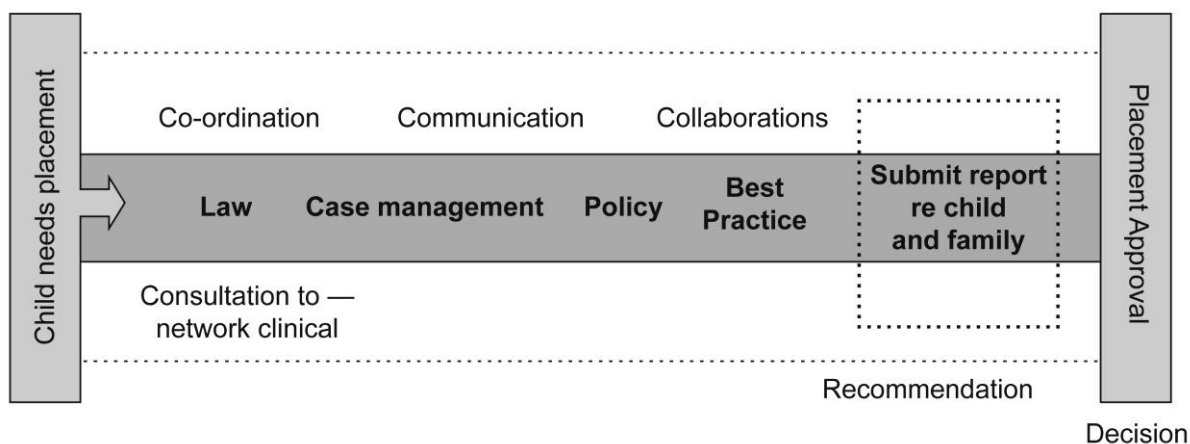 Child needs placement
Co-ordination
Communication
Collaborations
Law
Case management
Policy
Best
Practice
Submit report
re child
and family
Consultation to —
network clinical
Recommendation
Placement Approval
Decision